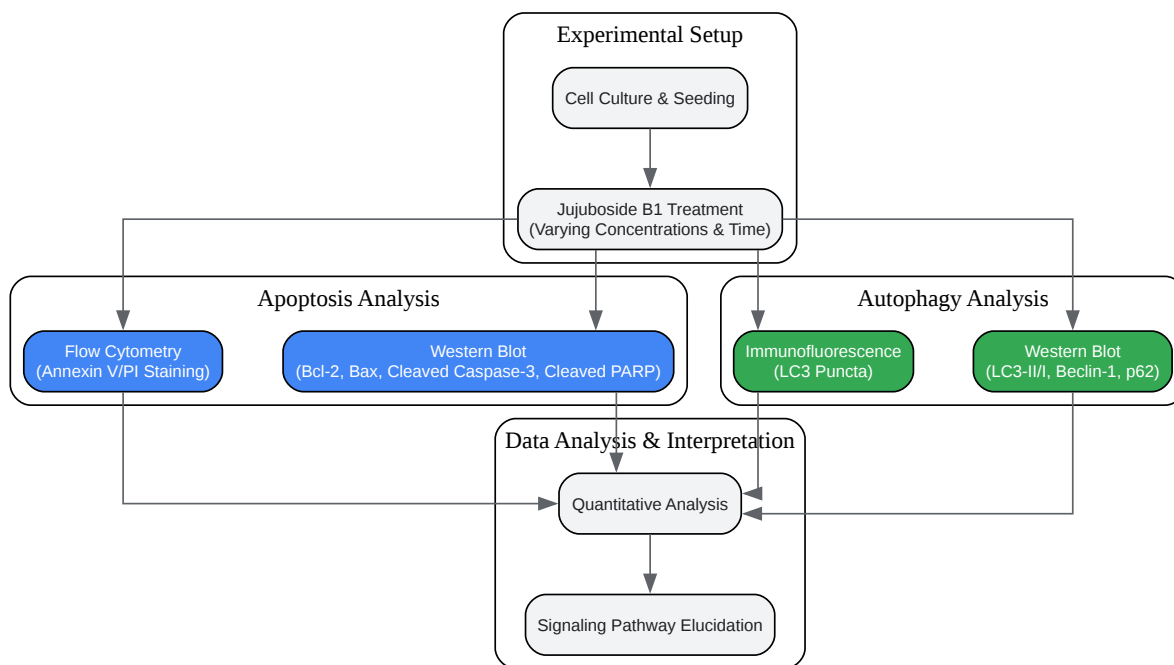 Experimental Setup
Cell Culture & Seeding
Jujuboside B1 Treatment
(Varying Concentrations & Time)
Apoptosis Analysis
Autophagy Analysis
Flow Cytometry
(Annexin V/PI Staining)
Western Blot
(Bcl-2, Bax, Cleaved Caspase-3, Cleaved PARP)
Immunofluorescence
(LC3 Puncta)
Western Blot
(LC3-II/I, Beclin-1, p62)
Data Analysis & Interpretation
Quantitative Analysis
Signaling Pathway Elucidation